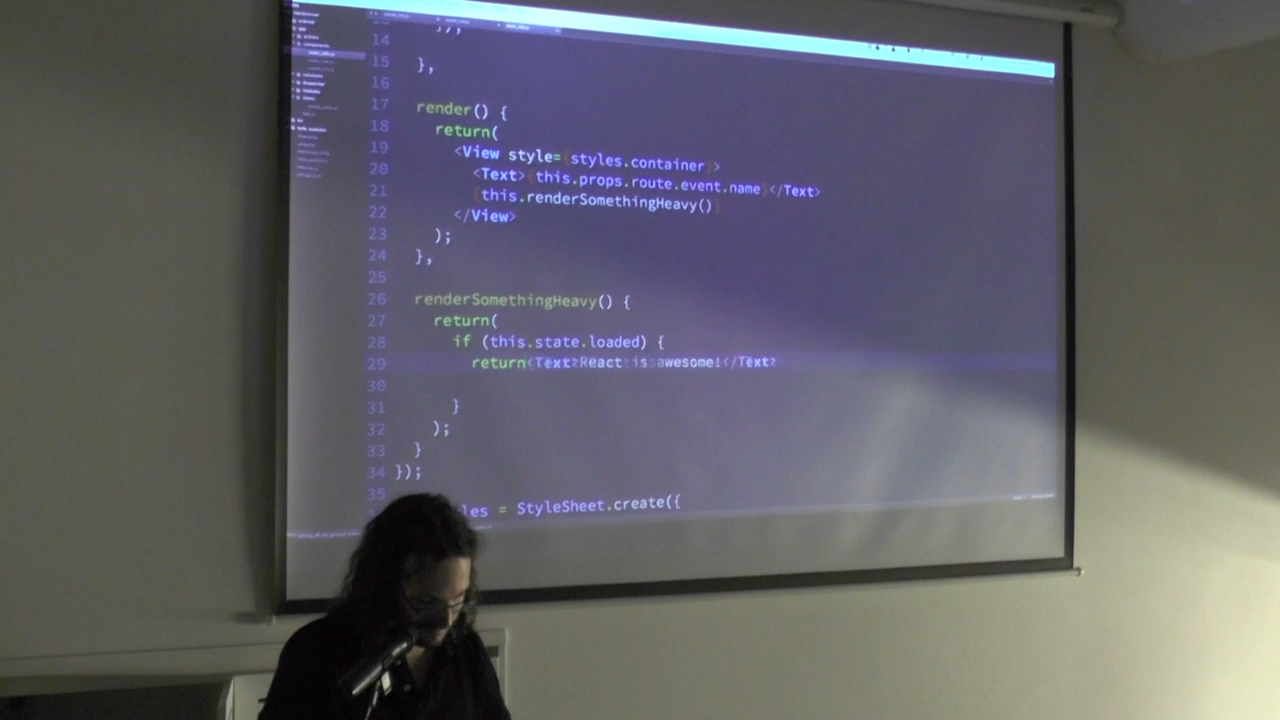 14 });
15 },
16
17 render() {
18 return(
19 <View style={styles.container}>
20 <Text>{this.props.route.event.name}</Text>
21 {this.renderSomethingHeavy()}
22 </View>
23 );
24 },
25
26 renderSomethingHeavy() {
27 return(
28 if (this.state.loaded) {
29 return<Text>React is awesome!</Text>
30
31 }
32 );
33 }
34 });
35
les = StyleSheet.create({